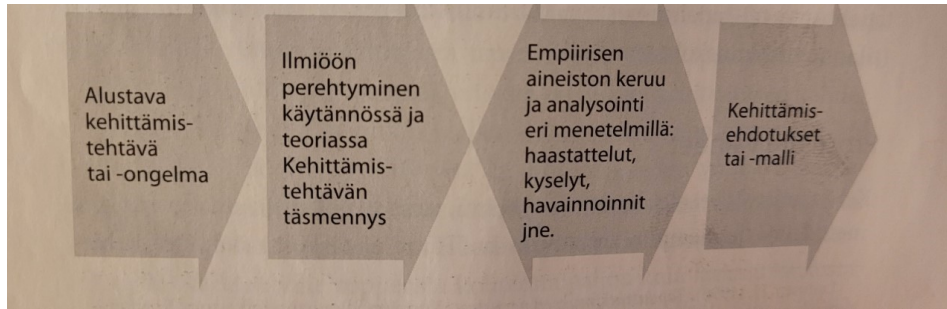 Alustava
kehittämis-
tehtävä
tai -ongelma
Ilmiöön
perehtyminen
käytännössä ja
teoriassa
Kehittämis-
tehtävän
täsmennys
Empiirisen
aineiston keruu
ja analysointi
eri menetelmillä:
haastattelut,
kyselyt,
havainnoinnit
jne.
Kehittämis-
ehdotukset
tai -malli